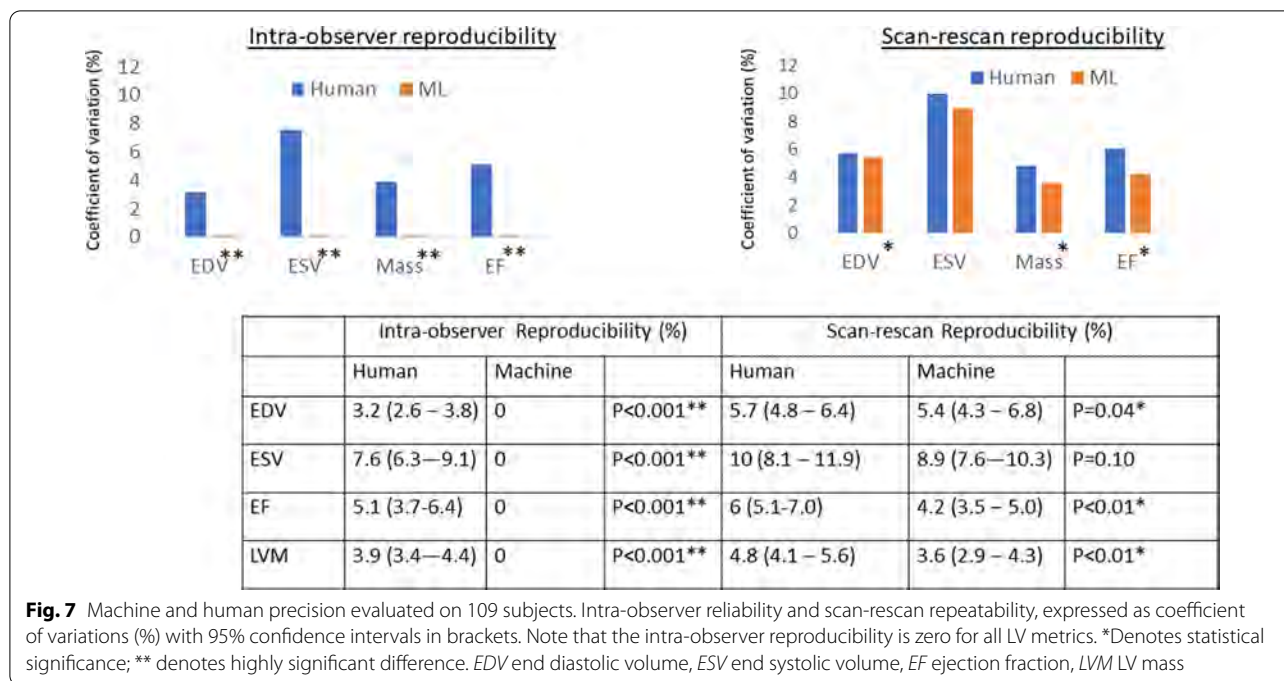 Intra-observer reproducibility
Coefficient of variation (%)
12
10
8
6
4
2
0
Human ML
EDV** ESV** Mass** EF**
Scan-rescan reproducibility
Coefficient of variation (%)
12
10
8
6
4
2
0
Human ML
EDV* ESV Mass* EF*
Intra-observer Reproducibility (%) Scan-rescan Reproducibility (%)
Human Machine Human Machine
EDV 3.2 (2.6 – 3.8) 0 P<0.001** 5.7 (4.8 – 6.4) 5.4 (4.3 – 6.8) P=0.04*
ESV 7.6 (6.3—9.1) 0 P<0.001** 10 (8.1 – 11.9) 8.9 (7.6—10.3) P=0.10
EF 5.1 (3.7-6.4) 0 P<0.001** 6 (5.1-7.0) 4.2 (3.5 – 5.0) P<0.01*
LVM 3.9 (3.4—4.4) 0 P<0.001** 4.8 (4.1 – 5.6) 3.6 (2.9 – 4.3) P<0.01*
Fig. 7 Machine and human precision evaluated on 109 subjects. Intra-observer reliability and scan-rescan repeatability, expressed as coefficient
of variations (%) with 95% confidence intervals in brackets. Note that the intra-observer reproducibility is zero for all LV metrics. *Denotes statistical
significance; ** denotes highly significant difference. EDV end diastolic volume, ESV end systolic volume, EF ejection fraction, LVM LV mass